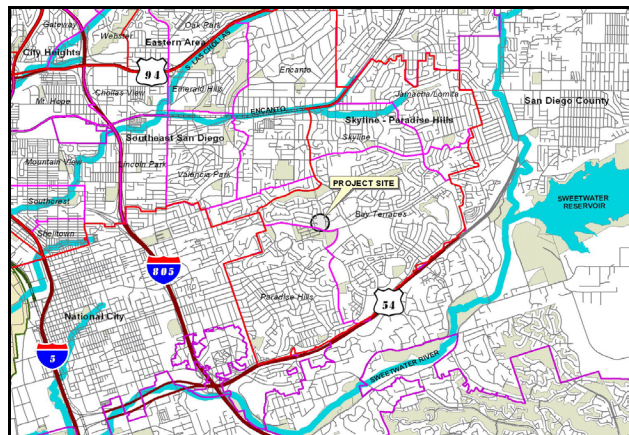 Gateway
Oak Park
Webster
Eastern Area
City Heights
S. LAS CHOLLAS
94
Encanto
Chollas View
Emerald Hills
Jamacha/Lomita
Mt. Hope
San Diego County
ENCANTO
Skyline - Paradise Hills
Southeast San Diego
Skyline
Mountain View
Lincoln Park
Valencia Park
PROJECT SITE
Southcrest
SWEETWATER
RESERVOIR
Bay Terraces
Shelltown
805
Paradise Hills
54
National City
5
SWEETWATER RIVER